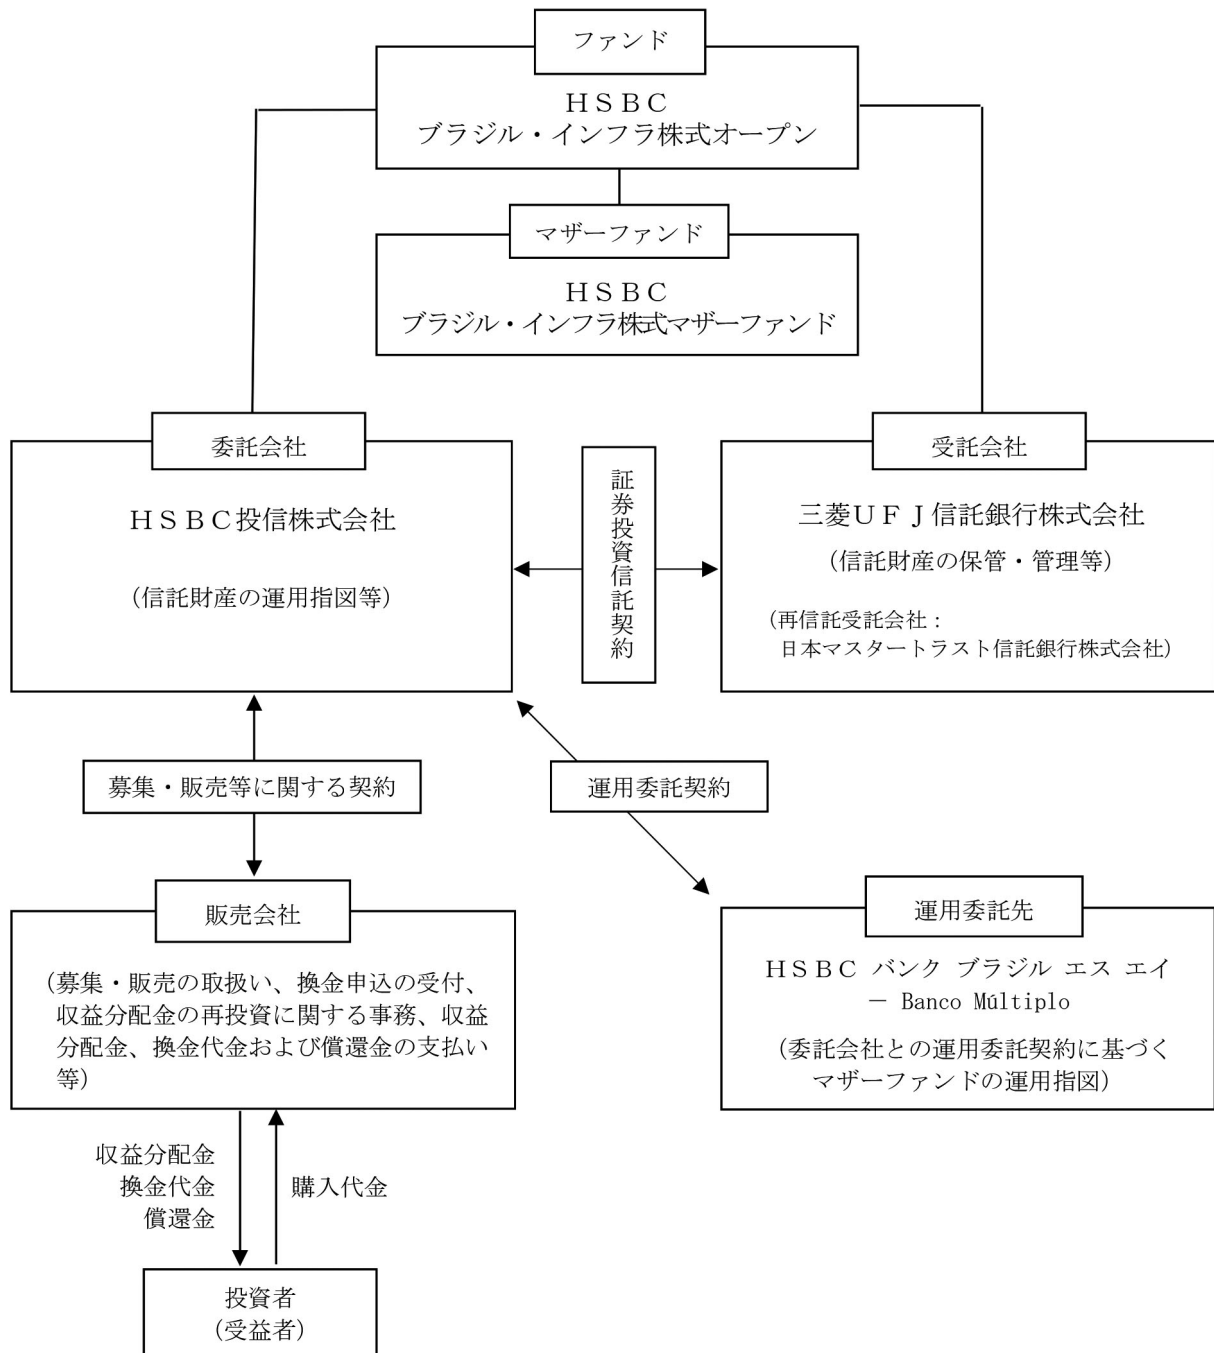 ファンド
HSBC
ブラジル・インフラ株式オープン
マザーファンド
HSBC
ブラジル・インフラ株式マザーファンド
委託会社
HSBC投信株式会社
(信託財産の運用指図等)
証券投資信託契約
受託会社
三菱UFJ信託銀行株式会社
(信託財産の保管・管理等)
(再信託受託会社:
日本マスタートラスト信託銀行株式会社)
募集・販売等に関する契約
運用委託契約
販売会社
(募集・販売の取扱い、換金申込の受付、
収益分配金の再投資に関する事務、収益
分配金、換金代金および償還金の支払い
等)
運用委託先
HSBC バンク ブラジル エス エイ
- Banco Múltiplo
(委託会社との運用委託契約に基づく
マザーファンドの運用指図)
収益分配金
換金代金
償還金
購入代金
投資者
(受益者)